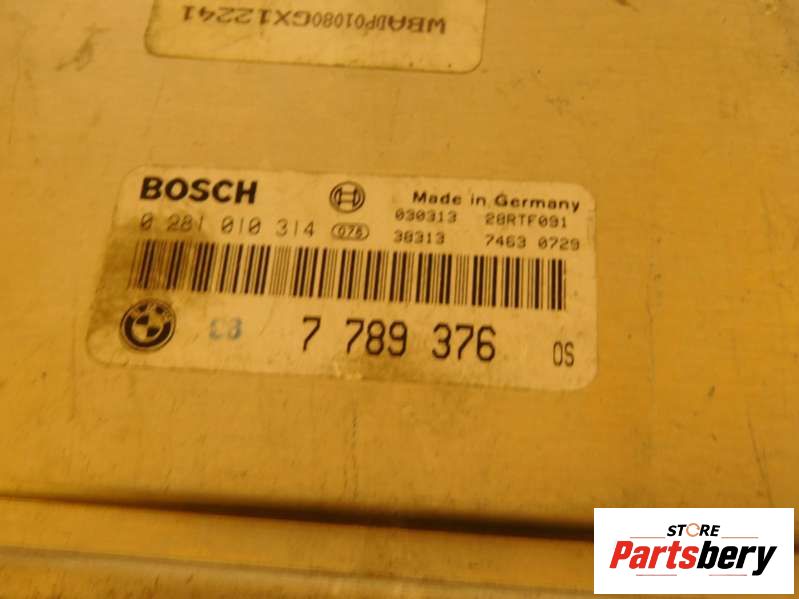 WBADP01080GX12241
BOSCH
Made in Germany
0 281 010 314 076
030313 28RTF091
38313 7463 0729
7 789 376 OS
STORE
Partsbery